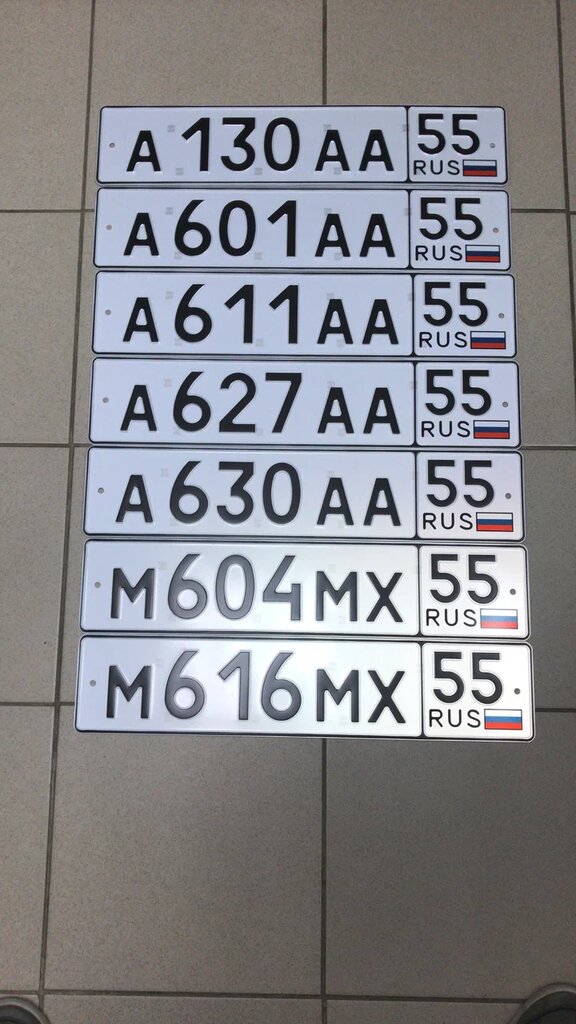 А 130 АА 55 RUS
А 601 АА 55 RUS
А 611 АА 55 RUS
А 627 АА 55 RUS
А 630 АА 55 RUS
М 604 МХ 55 RUS
М 616 МХ 55 RUS